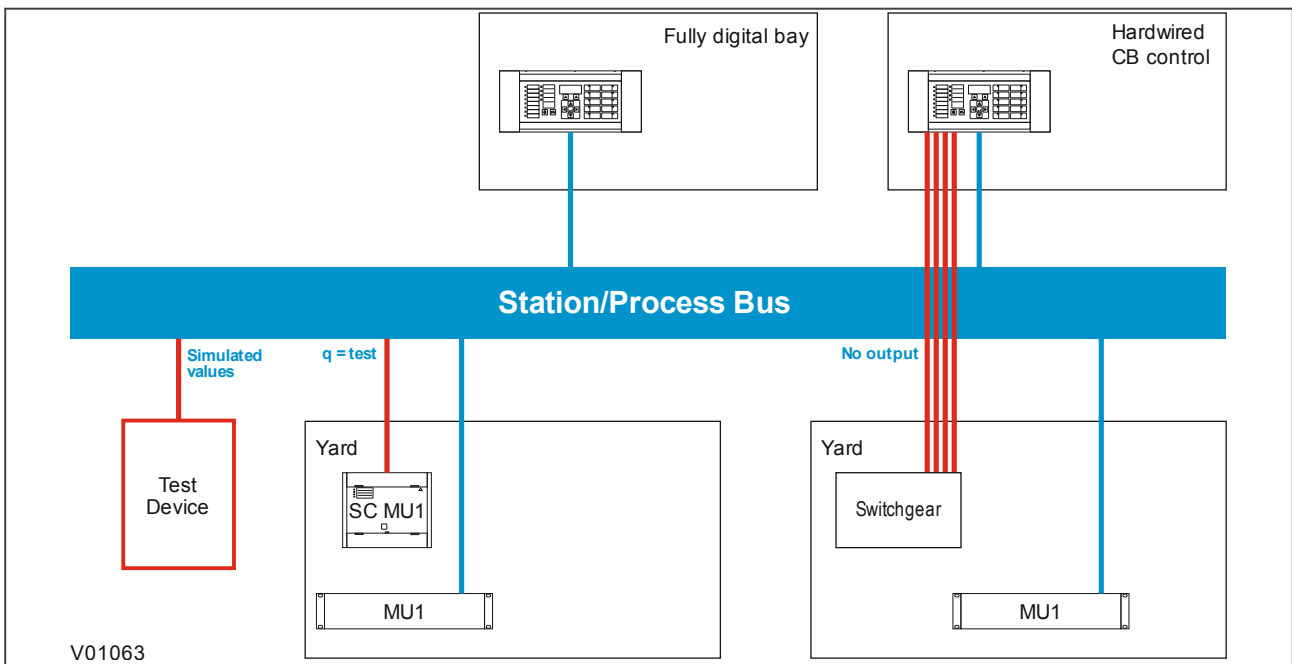 Fully digital bay
Hardwired
CB control
Station/Process Bus
Simulated
values
q = test
No output
Test
Device
Yard
SC MU1
MU1
Yard
Switchgear
MU1
V01063